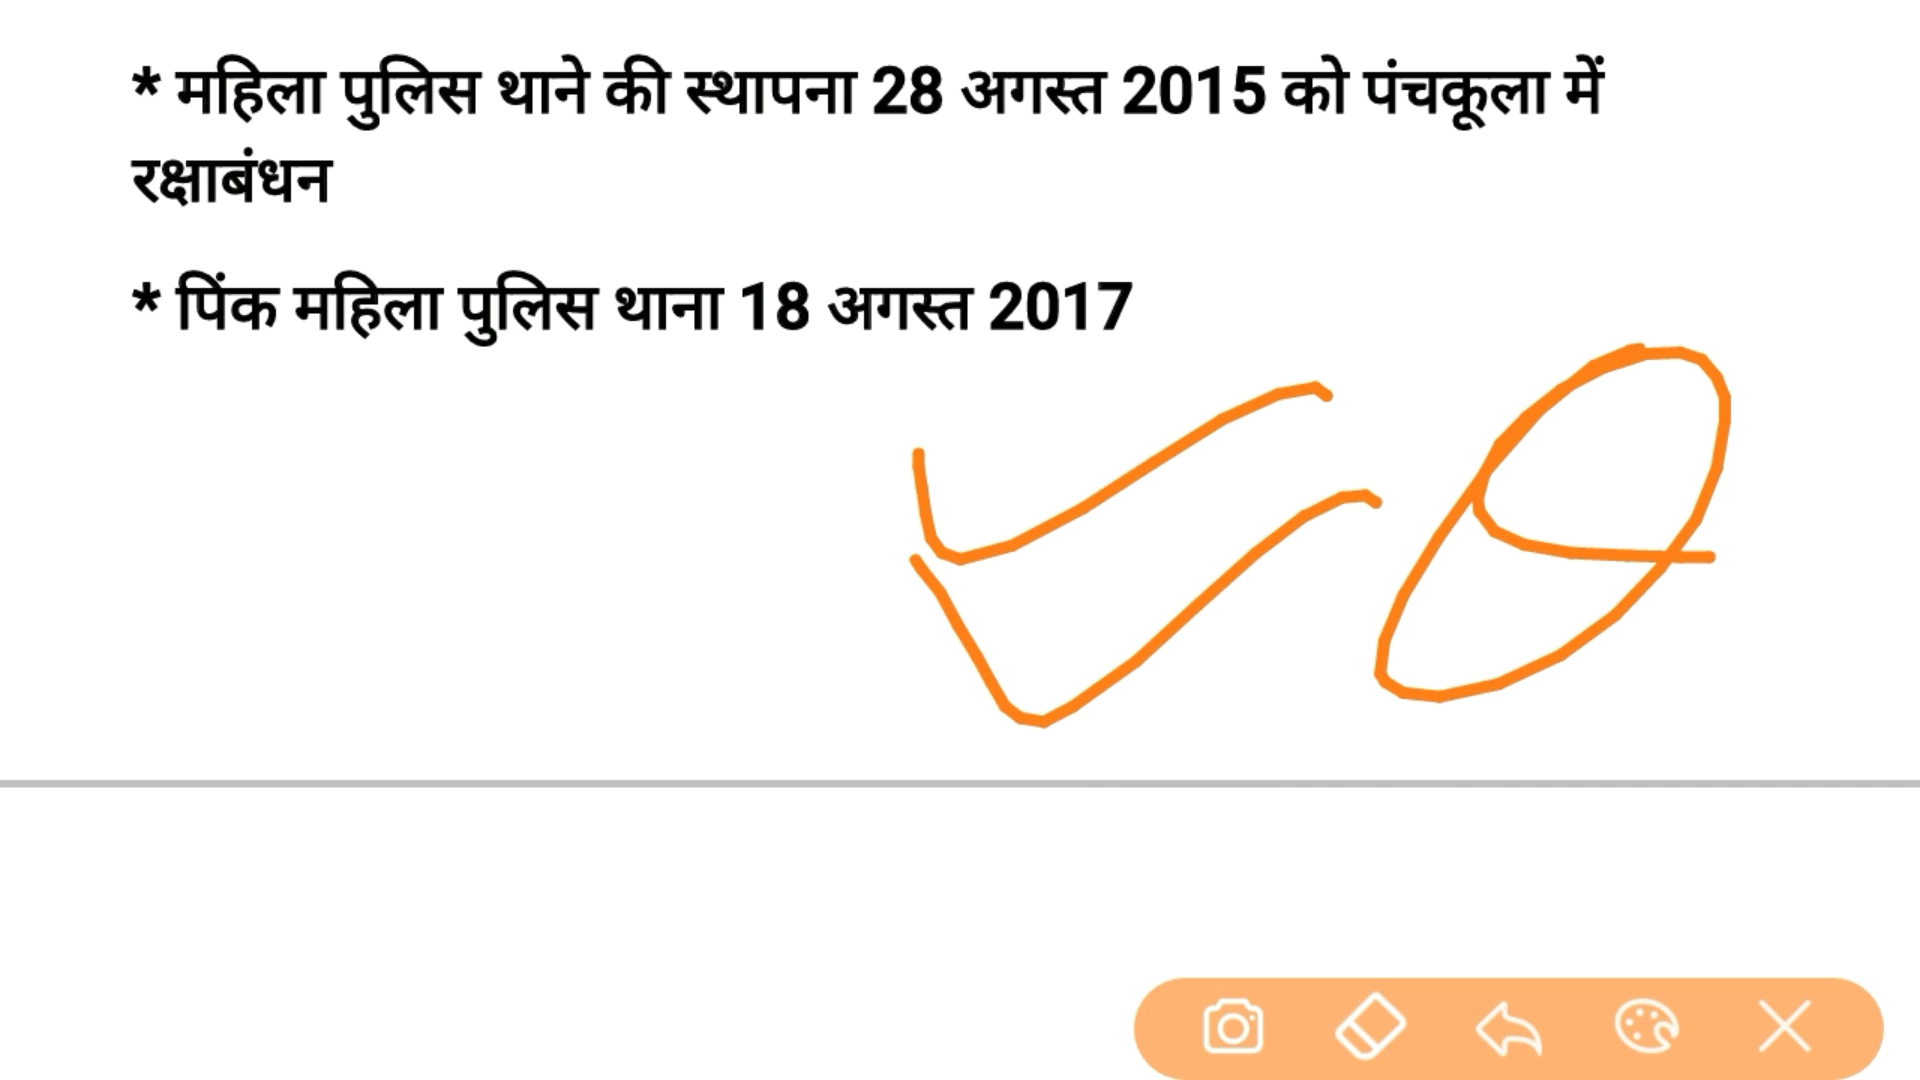 * महिला पुलिस थाने की स्थापना 28 अगस्त 2015 को पंचकूला में
रक्षाबंधन
* पिंक महिला पुलिस थाना 18 अगस्त 2017